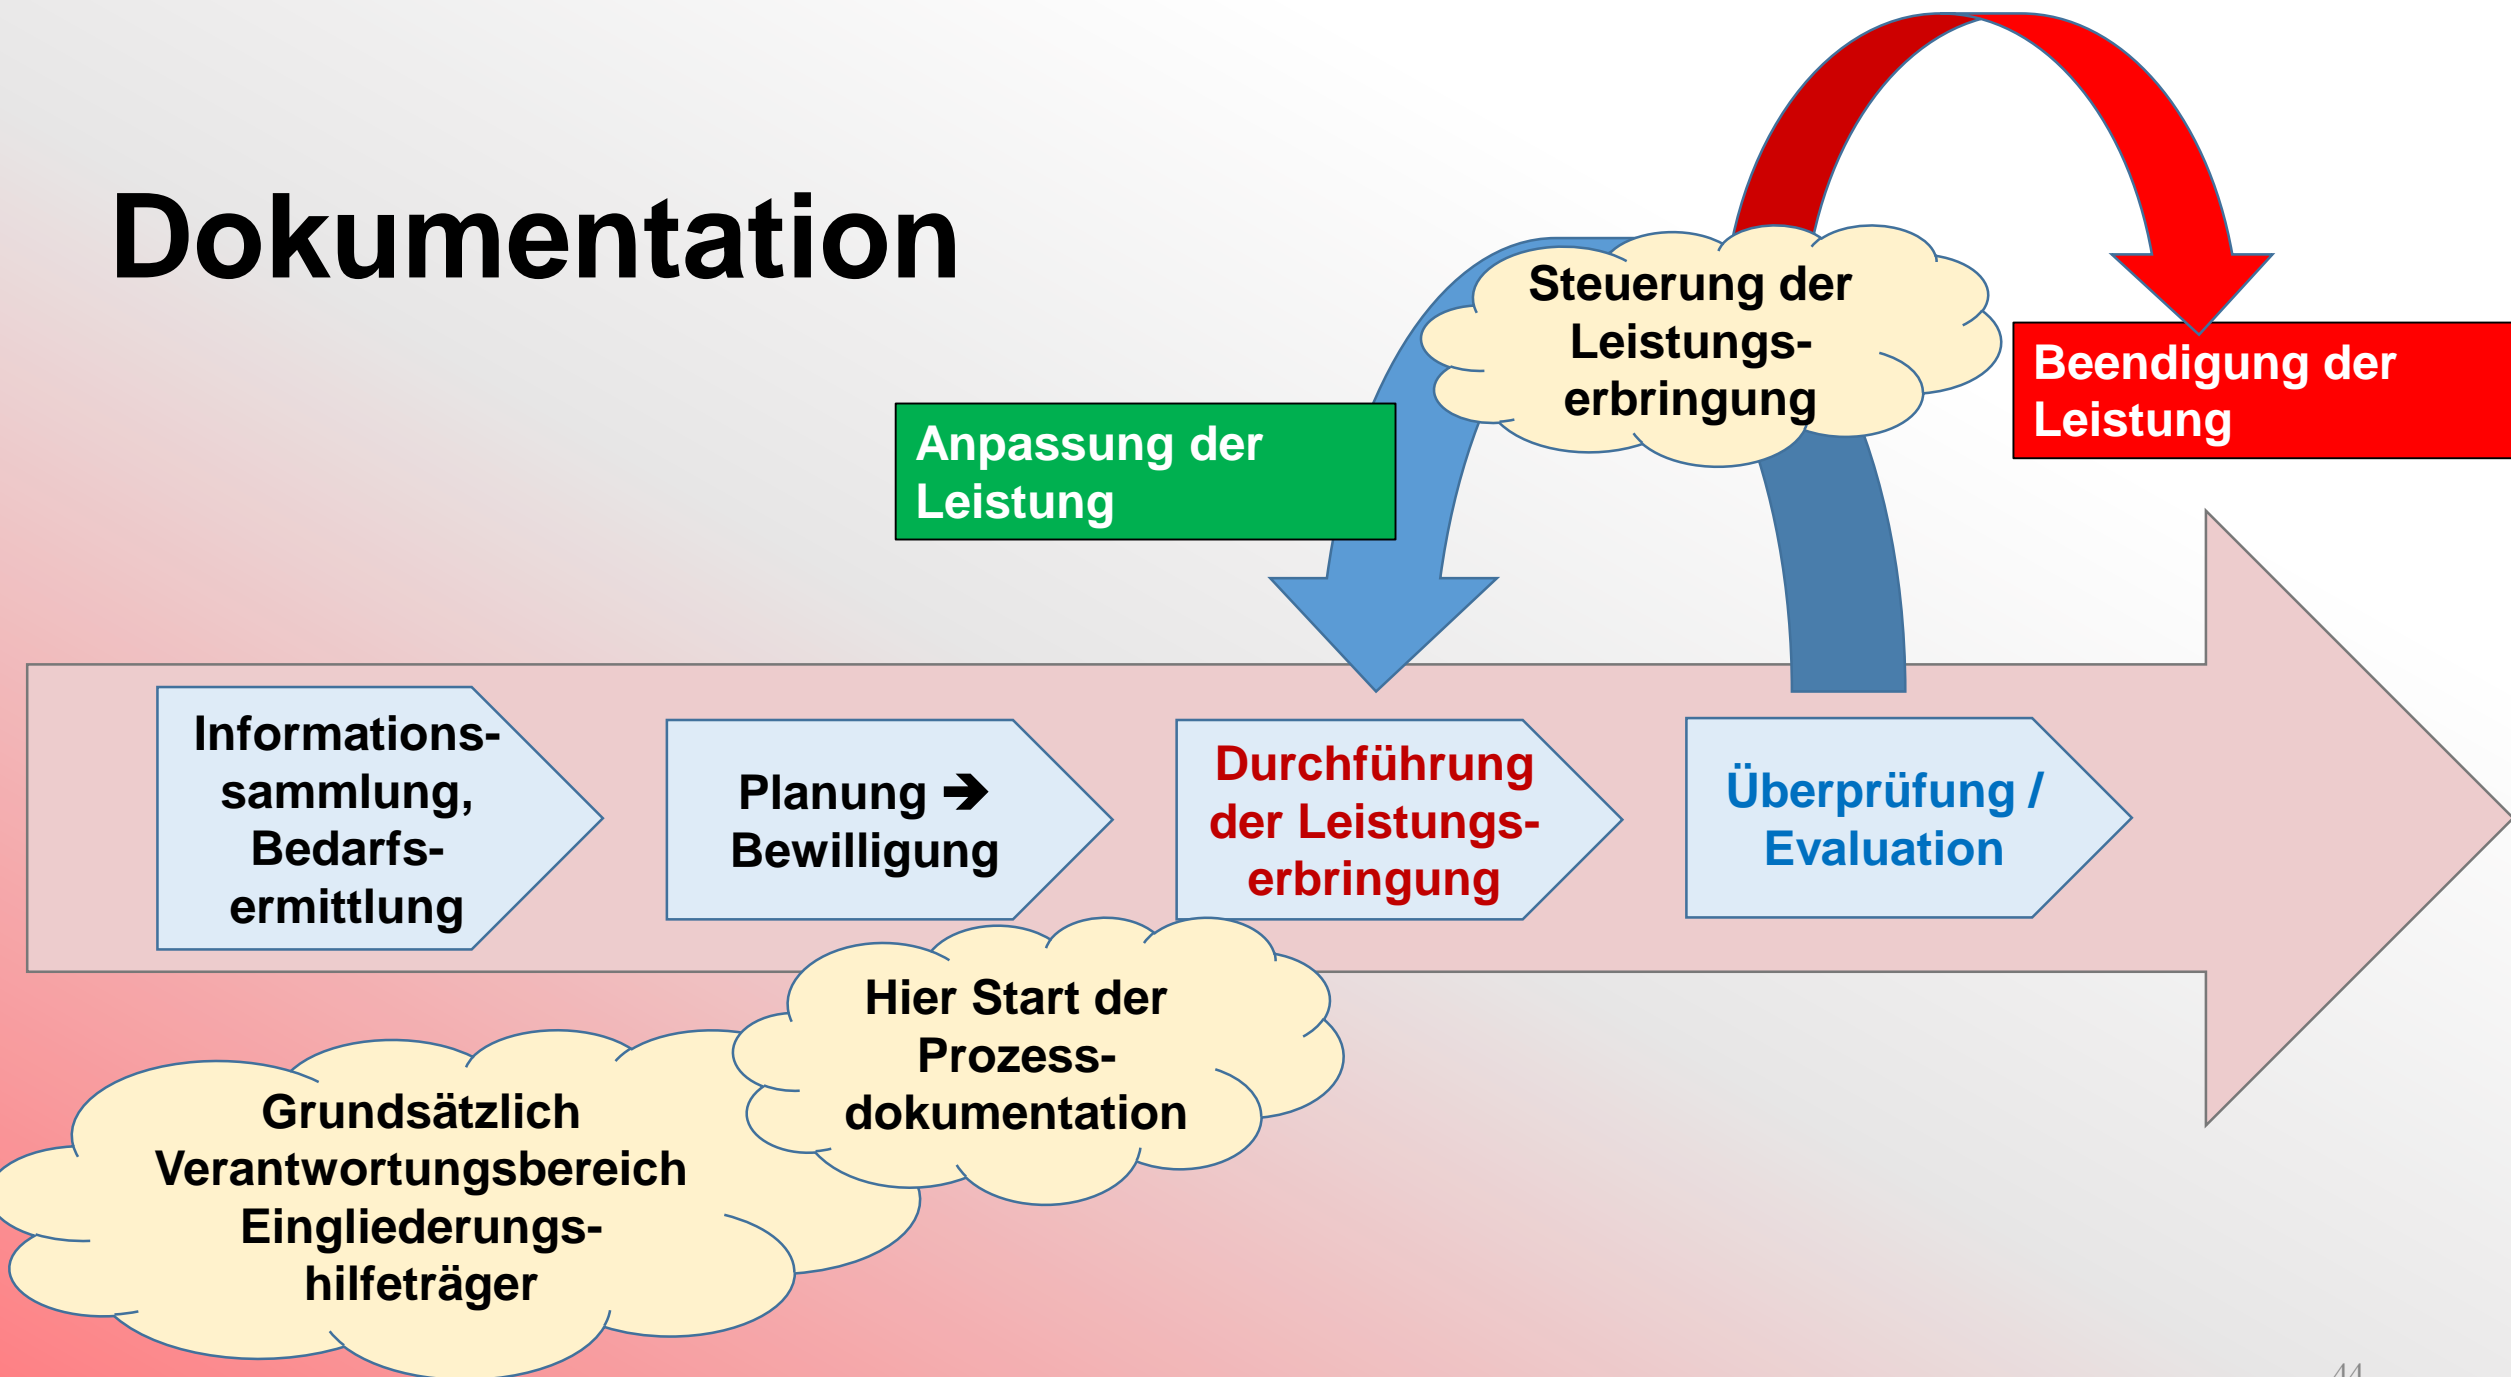 Dokumentation
Steuerung der
Leistungs-
erbringung
Beendigung der
Leistung
Anpassung der
Leistung
Informations-
sammlung,
Bedarfs-
ermittlung
Planung ➔
Bewilligung
Durchführung
der Leistungs-
erbringung
Überprüfung /
Evaluation
Hier Start der
Prozess-
dokumentation
Grundsätzlich
Verantwortungsbereich
Eingliederungs-
hilfeträger
44